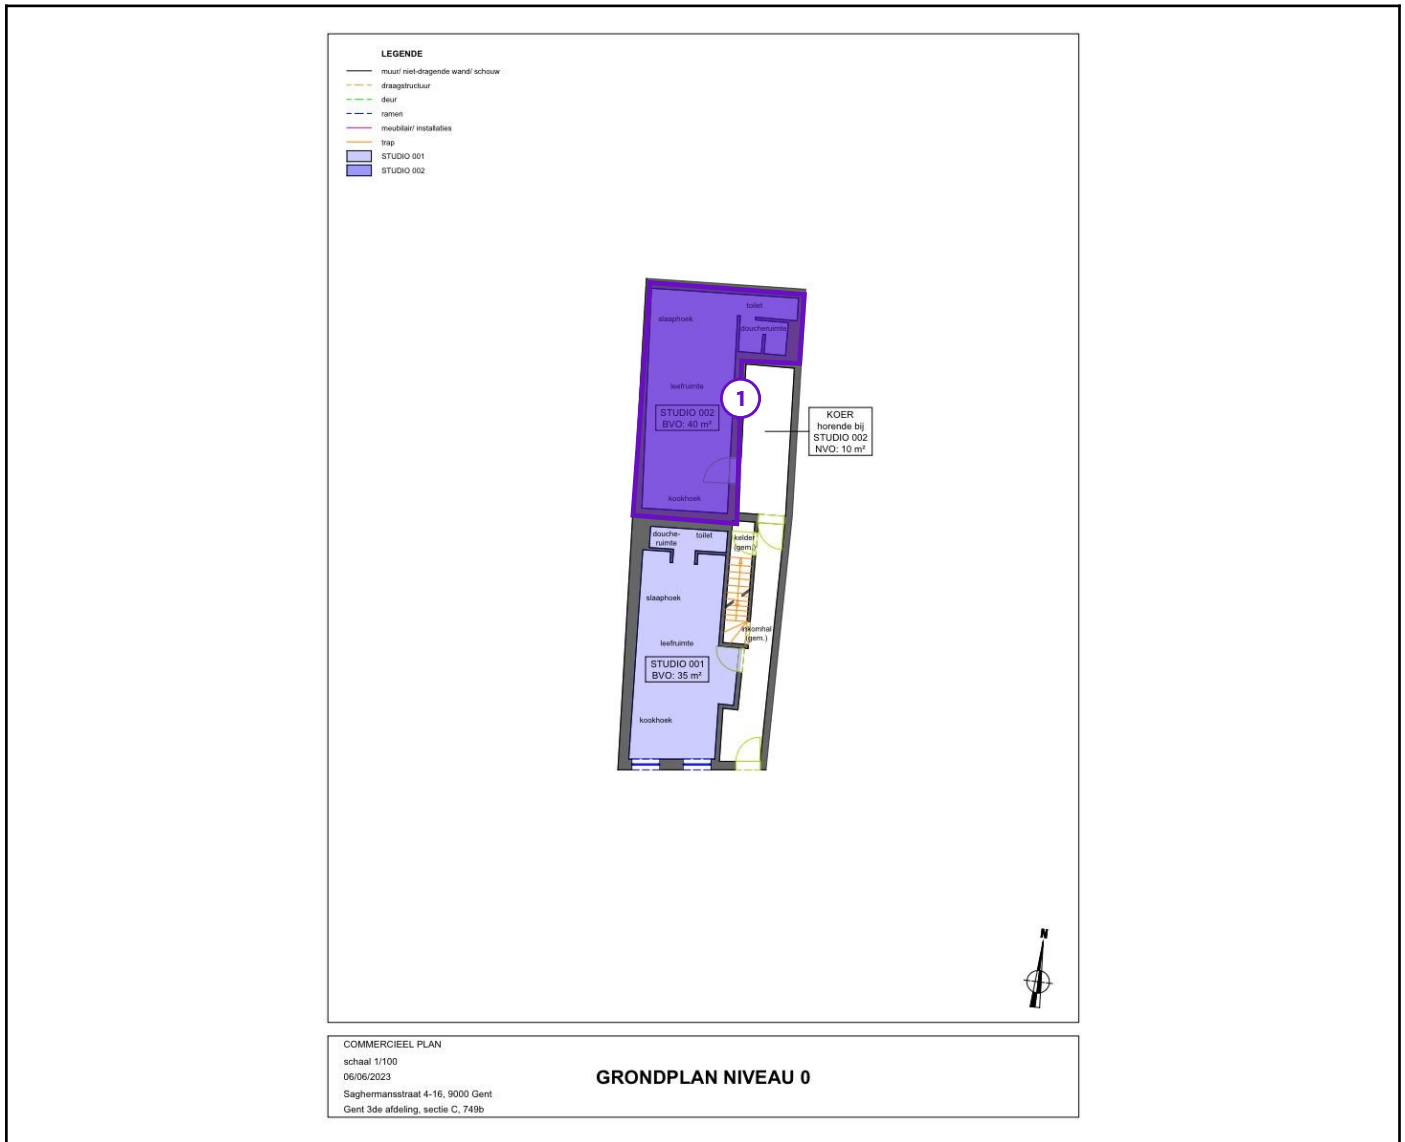 LEGENDE
muur/ niet-dragende wand/ schouw
draagstructuur
deur
ramen
meubilair/ installaties
trap
STUDIO 001
STUDIO 002
toilet
slaaphoek
doucheruimte
leefruimte
1
STUDIO 002
BVO: 40 m²
KOER
horende bij
STUDIO 002
NVO: 10 m²
kookhoek
douche-
ruimte
toilet
kelder
(gem.)
slaaphoek
inkomhal
(gem.)
leefruimte
STUDIO 001
BVO: 35 m²
kookhoek
N
COMMERCIEEL PLAN
schaal 1/100
06/06/2023
GRONDPLAN NIVEAU 0
Saghermansstraat 4-16, 9000 Gent
Gent 3de afdeling, sectie C, 749b